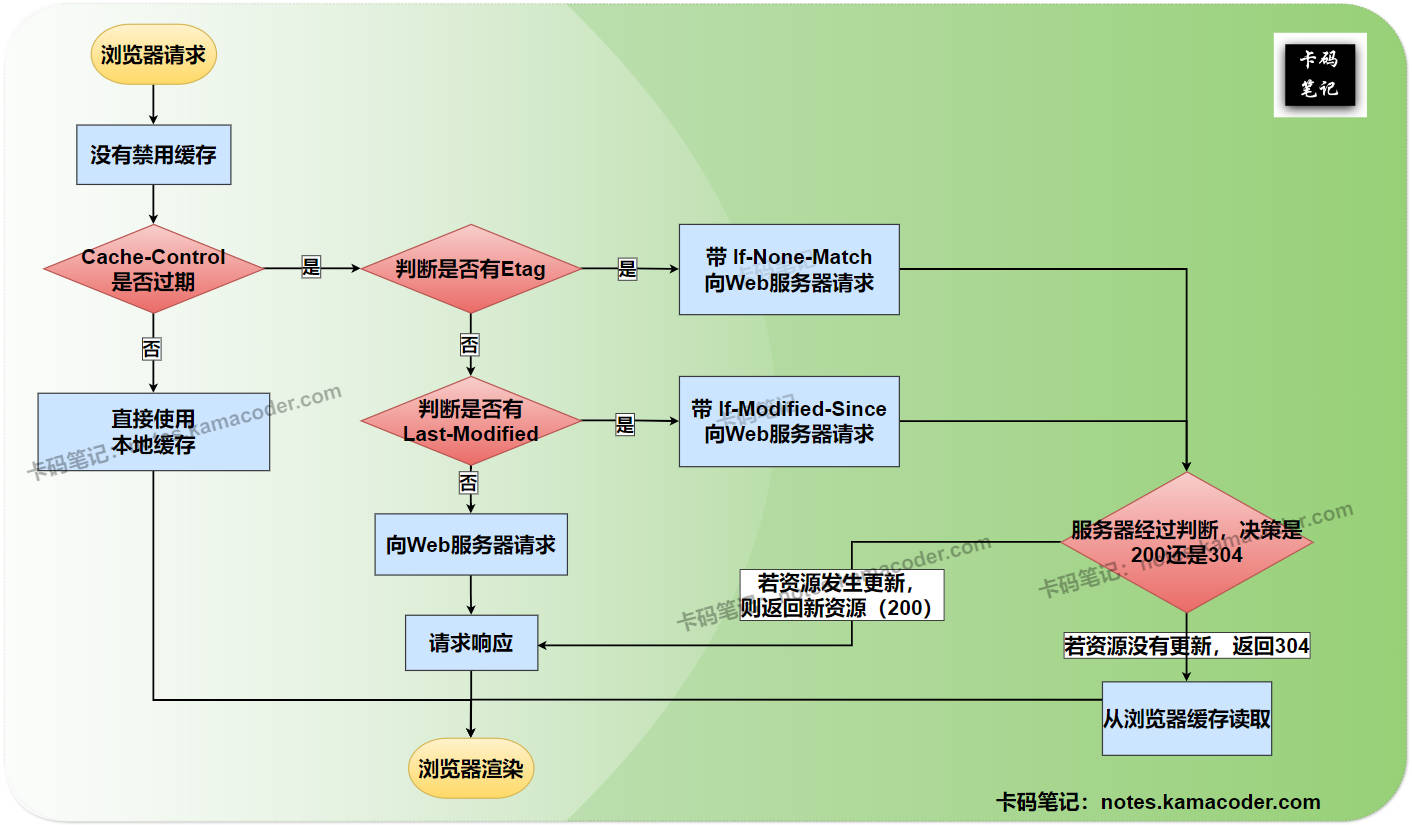 浏览器请求
卡码
笔记
没有禁用缓存
Cache-Control
是否过期
是
判断是否有Etag
是
带 If-None-Match
向Web服务器请求
卡码笔记
否
否
直接使用
本地缓存
卡码笔记：notes.kamacoder.com
判断是否有
Last-Modified
是
带 If-Modified-Since
向Web服务器请求
卡码笔记
否
向Web服务器请求
服务器经过判断，决策是
200还是304
卡码笔记：notes.kamacoder.com
若资源发生更新，
则返回新资源（200）
卡码笔记：notes.kamacoder.com
请求响应
若资源没有更新，返回304
从浏览器缓存读取
浏览器渲染
卡码笔记：notes.kamacoder.com